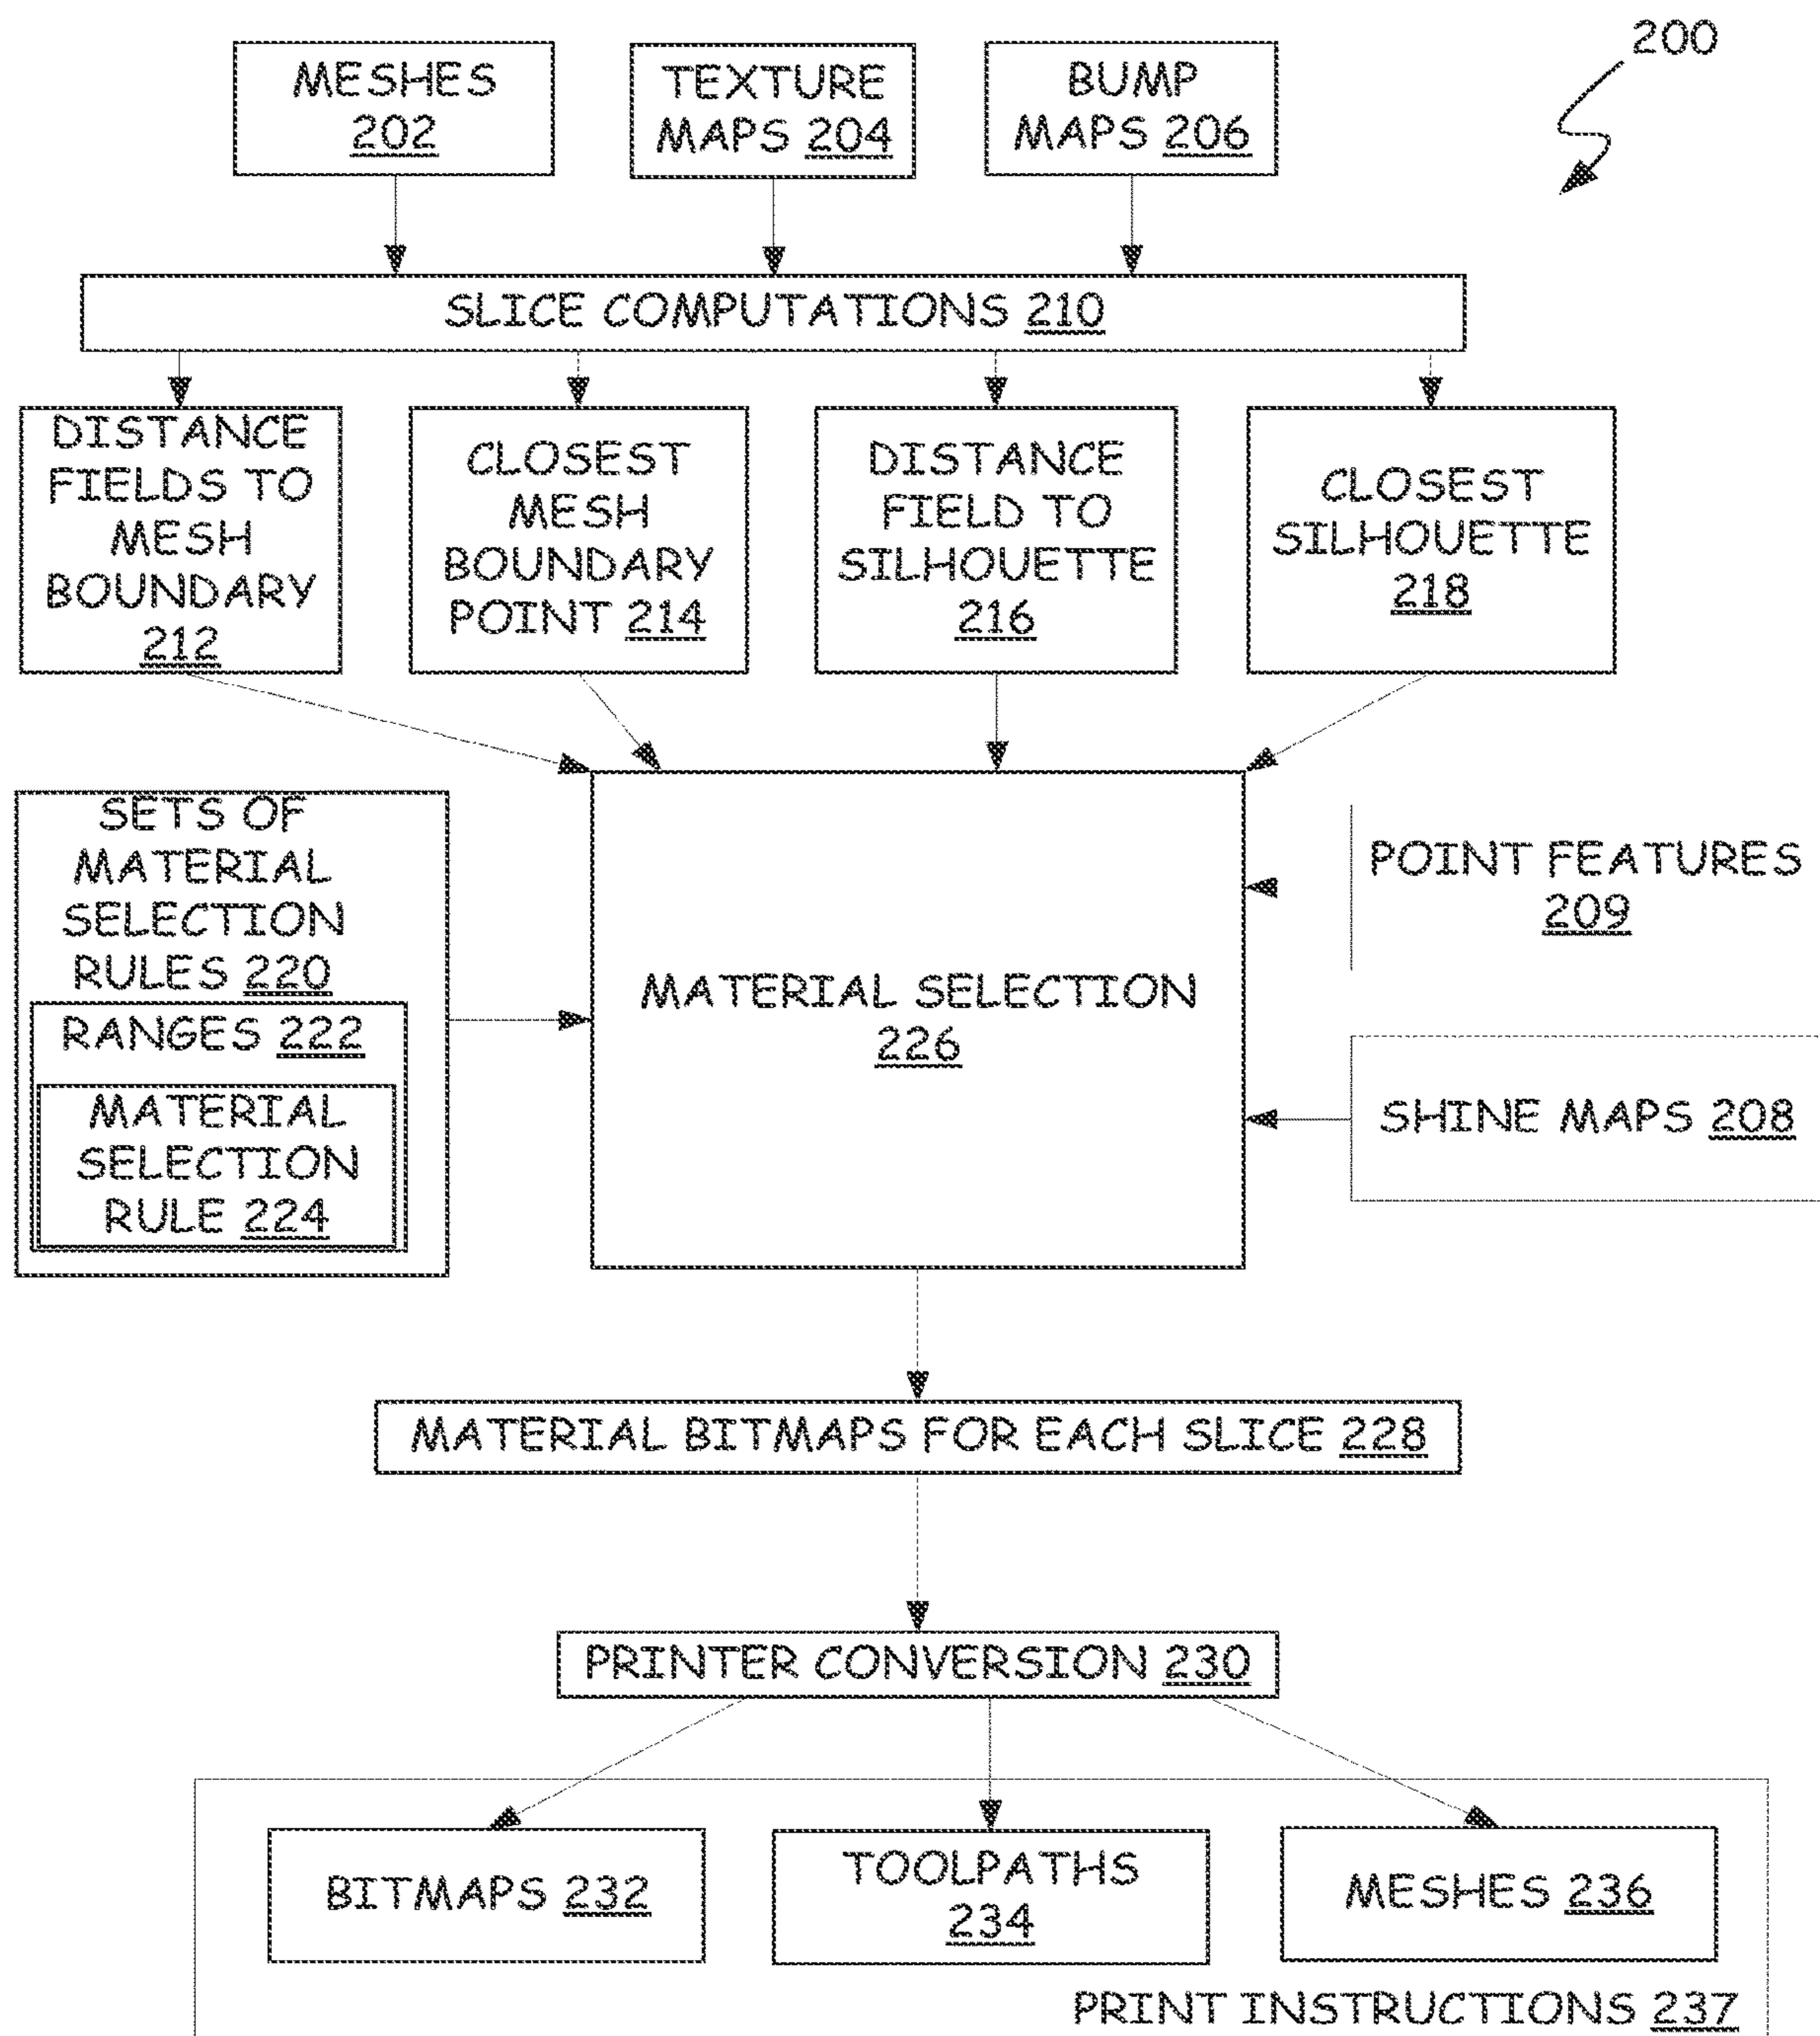 200
MESHES
202
TEXTURE
MAPS 204
BUMP
MAPS 206
SLICE COMPUTATIONS 210
DISTANCE
FIELDS TO
MESH
BOUNDARY
212
CLOSEST
MESH
BOUNDARY
POINT 214
DISTANCE
FIELD TO
SILHOUETTE
216
CLOSEST
SILHOUETTE
218
SETS OF
MATERIAL
SELECTION
RULES 220
RANGES 222
MATERIAL
SELECTION
RULE 224
MATERIAL SELECTION
226
POINT FEATURES
209
SHINE MAPS 208
MATERIAL BITMAPS FOR EACH SLICE 228
PRINTER CONVERSION 230
BITMAPS 232
TOOLPATHS
234
MESHES 236
PRINT INSTRUCTIONS 237